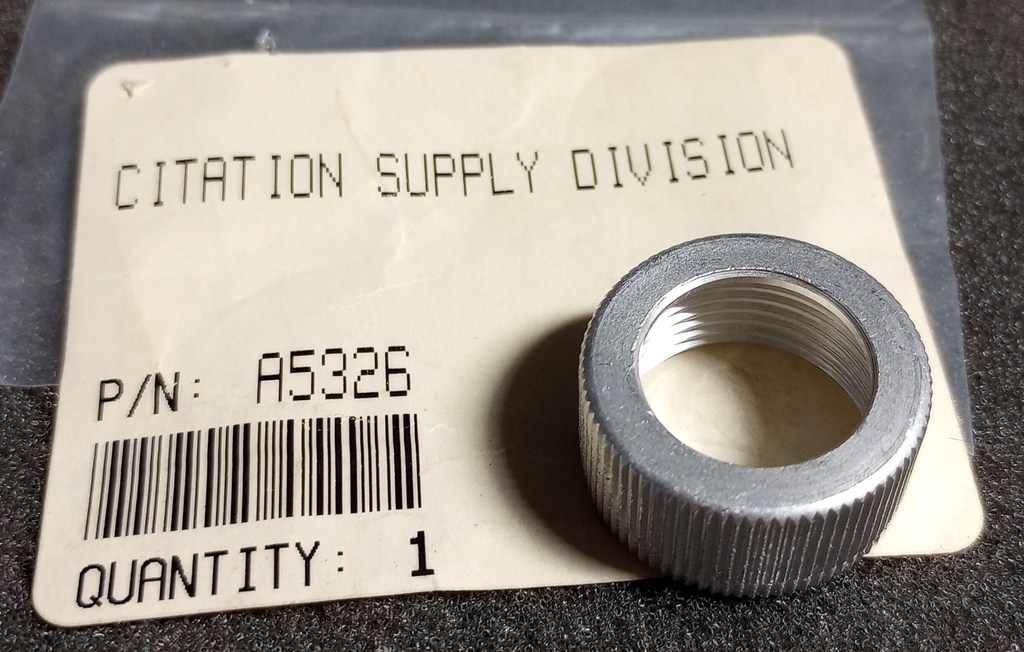 CITATION SUPPLY DIVISION
P/N: A5326
QUANTITY: 1